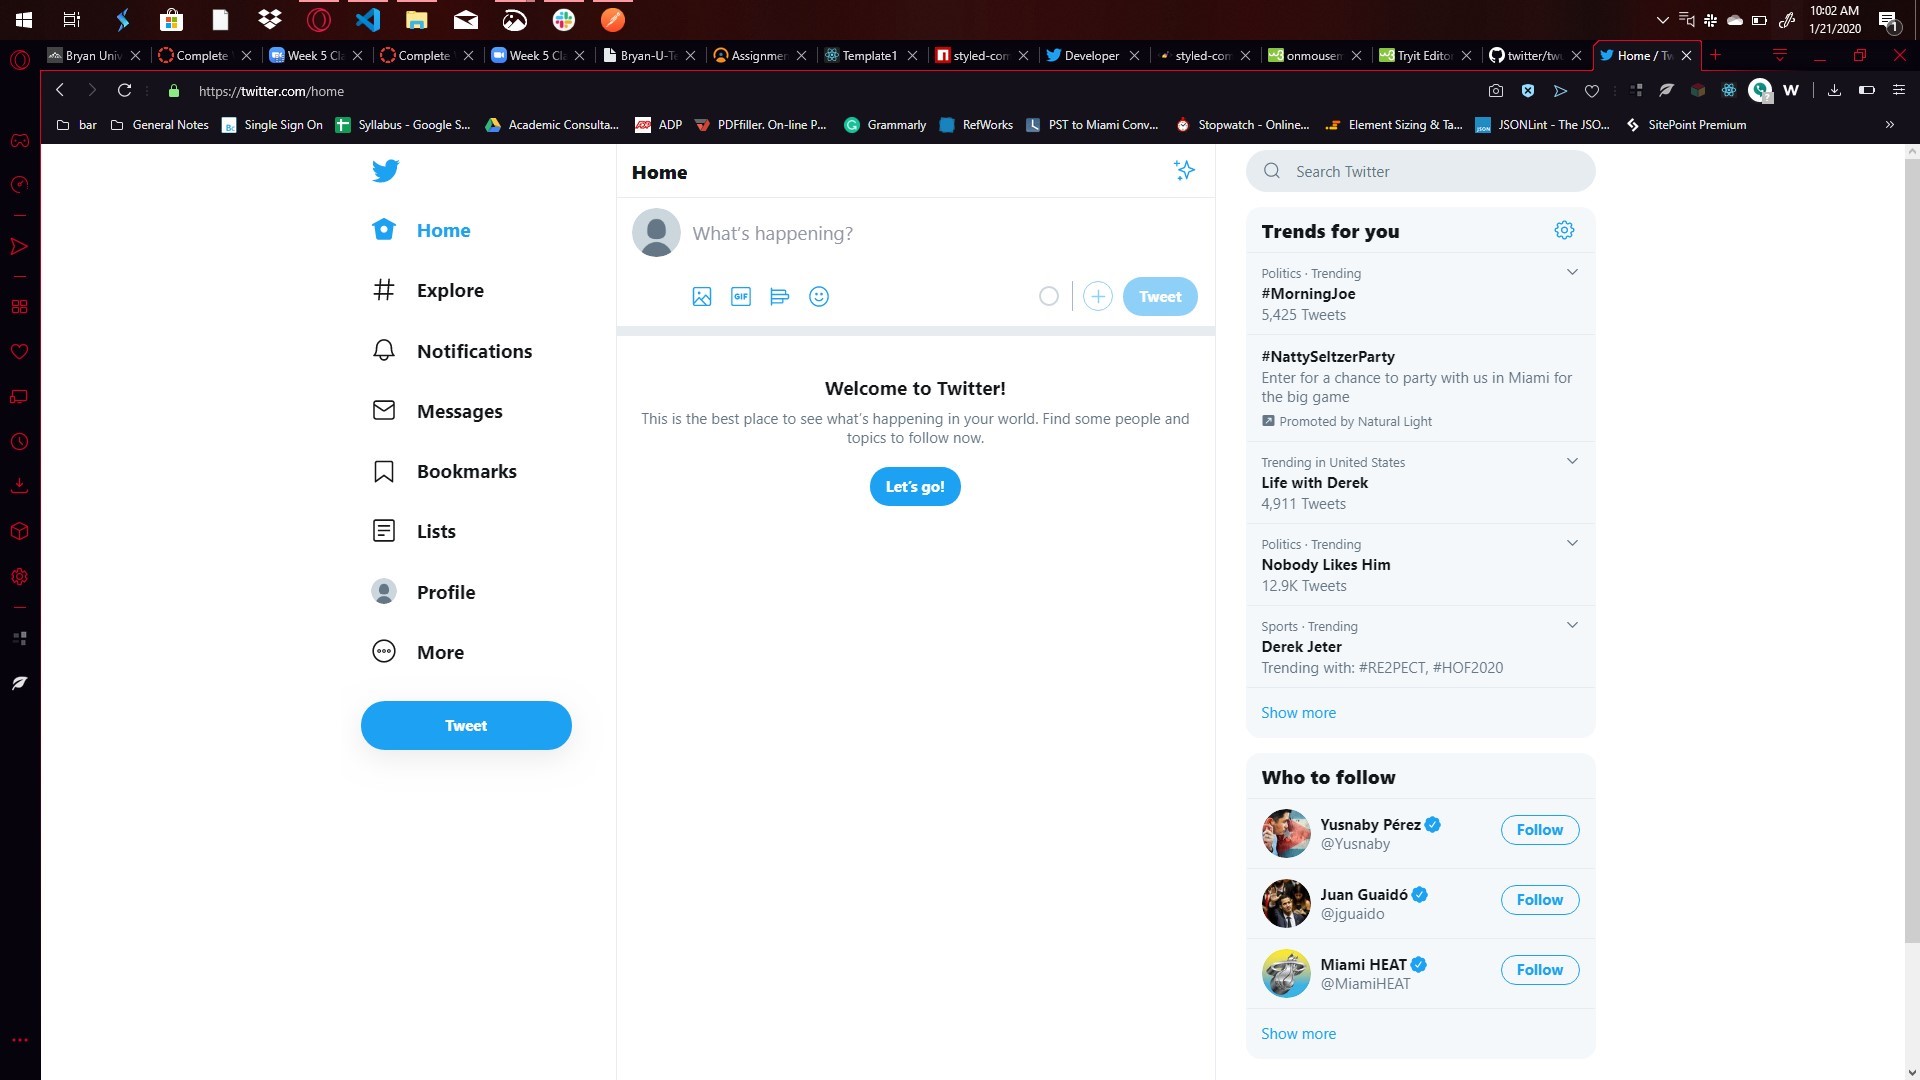 10:02 AM
1/21/2020
1
Bryan Univ
Complete
Week 5 Cla
Complete
Week 5 Cla
Bryan-U-Te
Assignmen
Template1
styled-com
Developer
styled-com
onmousem
Tryit Edito
twitter/twu
Home / Tw
https://twitter.com/home
bar
General Notes
Single Sign On
Syllabus - Google S...
Academic Consulta...
ADP
PDFfiller. On-line P...
Grammarly
RefWorks
PST to Miami Conv...
Stopwatch - Online...
Element Sizing & Ta...
JSONLint - The JSO...
SitePoint Premium
Home
Explore
Notifications
Messages
Bookmarks
Lists
Profile
More
Tweet
Home
What's happening?
GIF
Tweet
Welcome to Twitter!
This is the best place to see what's happening in your world. Find some people and
topics to follow now.
Let's go!
Search Twitter
Trends for you
Politics · Trending
#MorningJoe
5,425 Tweets
#NattySeltzerParty
Enter for a chance to party with us in Miami for
the big game
Promoted by Natural Light
Trending in United States
Life with Derek
4,911 Tweets
Politics · Trending
Nobody Likes Him
12.9K Tweets
Sports · Trending
Derek Jeter
Trending with: #RE2PECT, #HOF2020
Show more
Who to follow
Yusnaby Pérez
@Yusnaby
Follow
Juan Guaidó
@jguaido
Follow
Miami HEAT
@MiamiHEAT
Follow
Show more